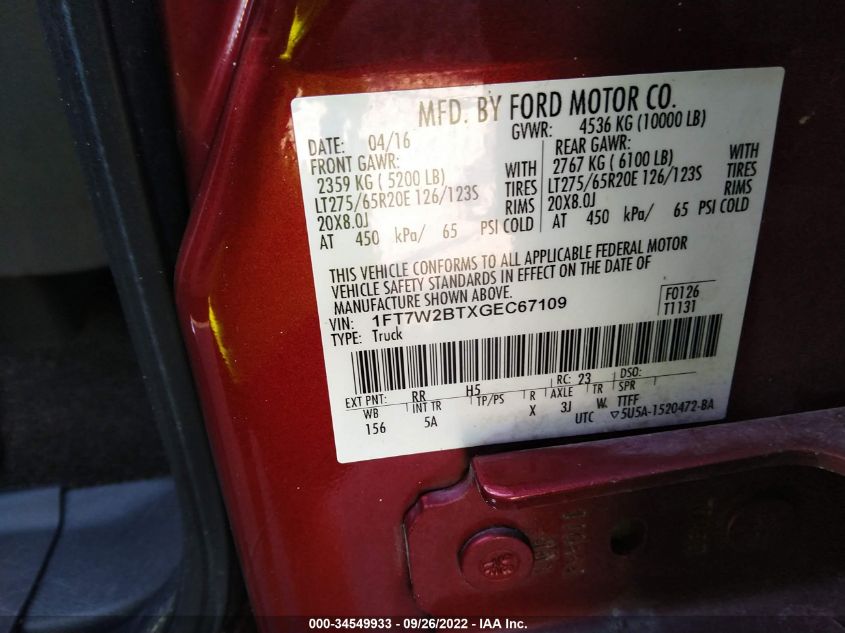 MFD. BY FORD MOTOR CO.
DATE: 04/16 GVWR: 4536 KG (10000 LB)
FRONT GAWR: REAR GAWR:
2359 KG ( 5200 LB) WITH 2767 KG ( 6100 LB) WITH
LT275/65R20E 126/123S TIRES LT275/65R20E 126/123S TIRES
20X8.0J RIMS 20X8.0J RIMS
AT 450 kPa/ 65 PSI COLD AT 450 kPa/ 65 PSI COLD
THIS VEHICLE CONFORMS TO ALL APPLICABLE FEDERAL MOTOR
VEHICLE SAFETY STANDARDS IN EFFECT ON THE DATE OF
MANUFACTURE SHOWN ABOVE.
VIN: 1FT7W2BTXGEC67109 F0126
TYPE: Truck T1131
EXT PNT: RR H5 RC: 23 DSO:
WB INT TR TP/PS R AXLE TR SPR
156 5A X 3J W TTFF
UTC ▽5U5A-1520472-BA
000-34549933 - 09/26/2022 - IAA Inc.